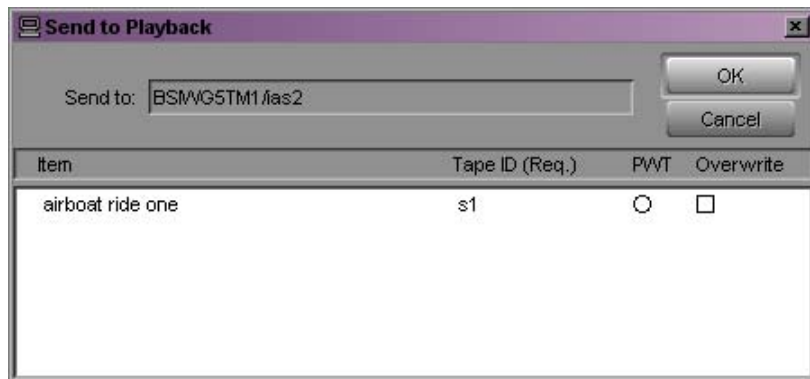 Send to Playback
Send to: BSIWG5TM1/ias2
OK
Cancel
Item Tape ID (Req.) PWT Overwrite
airboat ride one s1